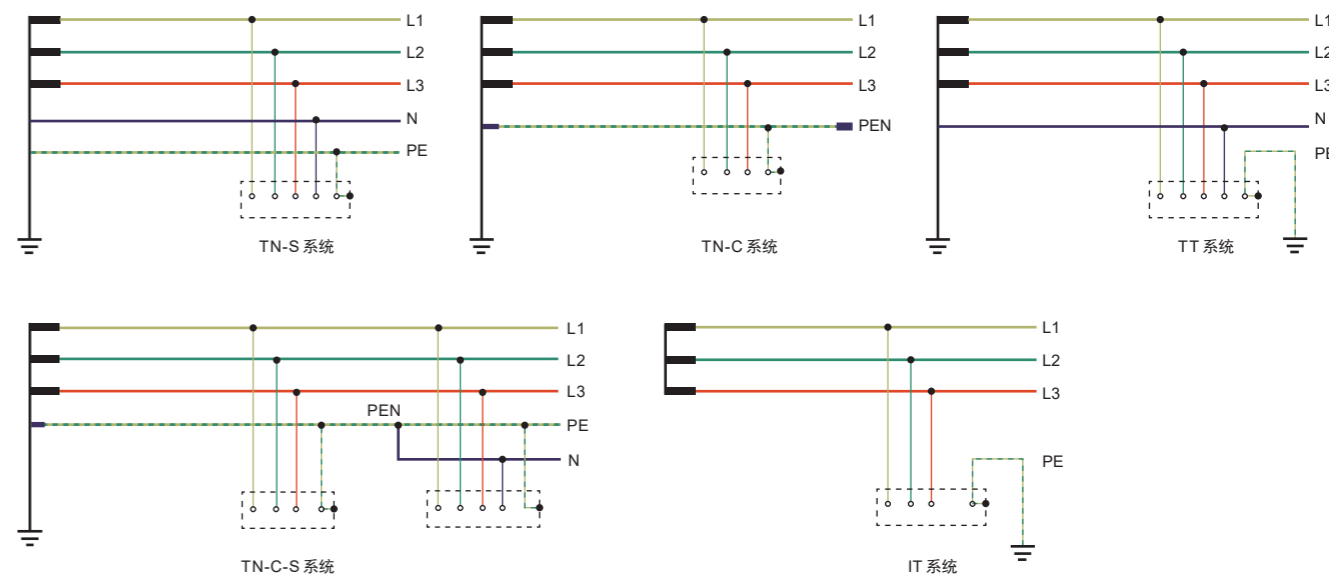 L1
L2
L3
N
PE
TN-S 系统
L1
L2
L3
PEN
TN-C 系统
L1
L2
L3
N
PE
TT 系统
L1
L2
L3
PEN
PE
N
TN-C-S 系统
L1
L2
L3
PE
IT 系统